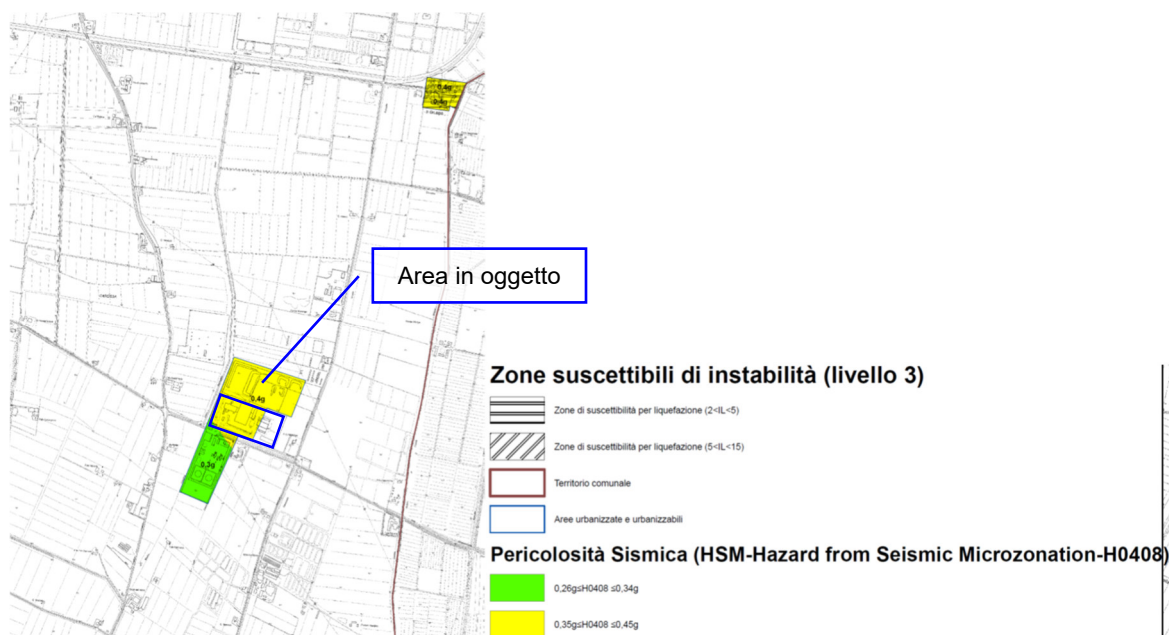 0,4g
0,4g
Area in oggetto
0,4g
0,3g
Zone suscettibili di instabilità (livello 3)
Zone di suscettibilità per liquefazione (2<IL<5)
Zone di suscettibilità per liquefazione (5<IL<15)
Territorio comunale
Aree urbanizzate e urbanizzabili
Pericolosità Sismica (HSM-Hazard from Seismic Microzonation-H0408)
0,26g≤H0408 ≤0,34g
0,35g≤H0408 ≤0,45g